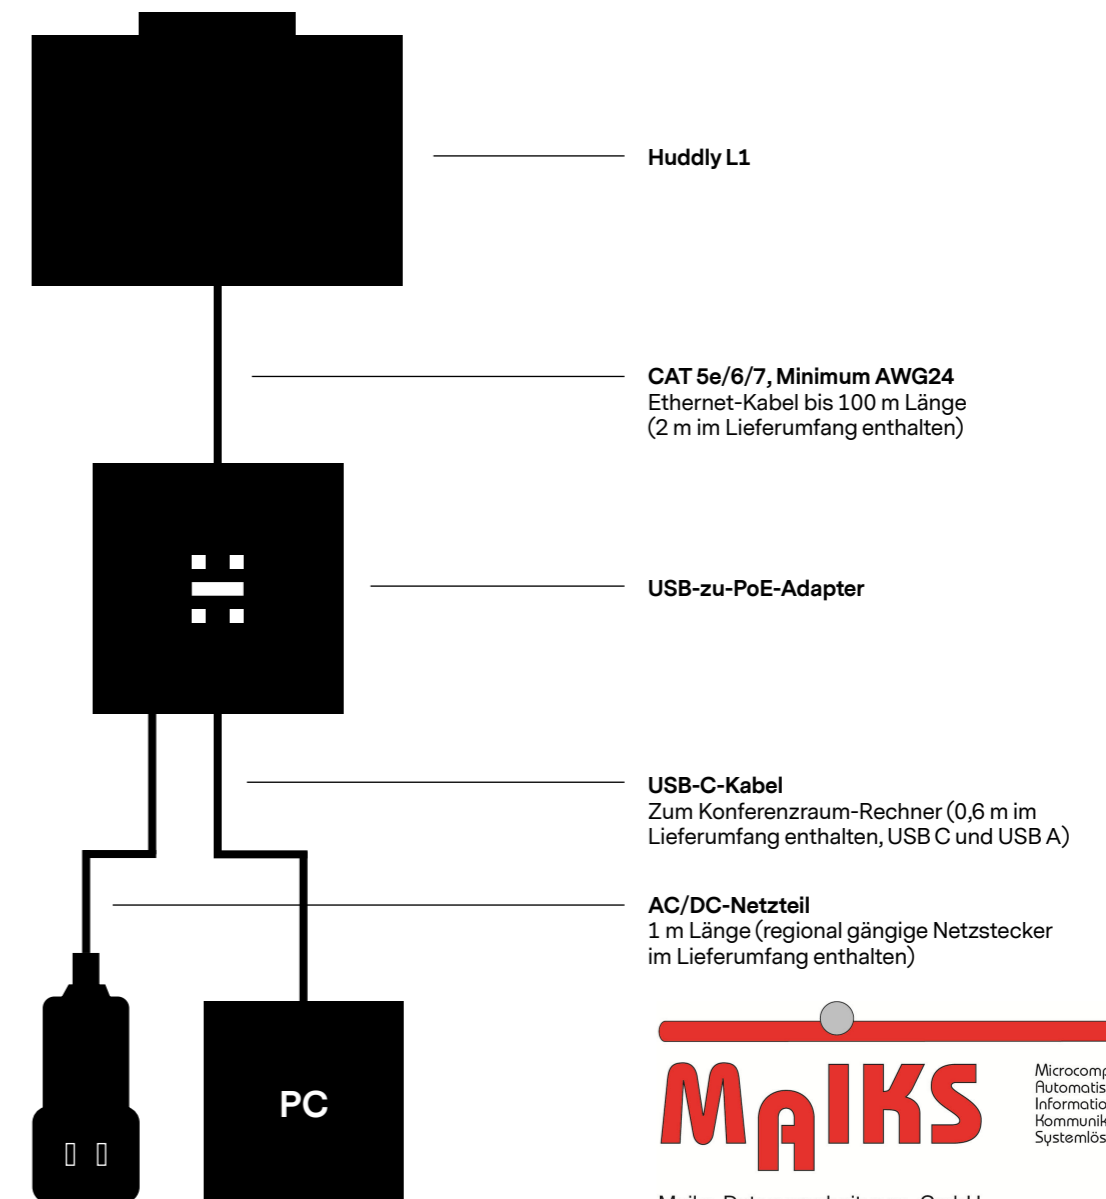 Huddly L1
CAT 5e/6/7, Minimum AWG24
Ethernet-Kabel bis 100 m Länge
(2 m im Lieferumfang enthalten)
USB-zu-PoE-Adapter
USB-C-Kabel
Zum Konferenzraum-Rechner (0,6 m im
Lieferumfang enthalten, USB C und USB A)
AC/DC-Netzteil
1 m Länge (regional gängige Netzstecker
im Lieferumfang enthalten)
PC
MAIKS